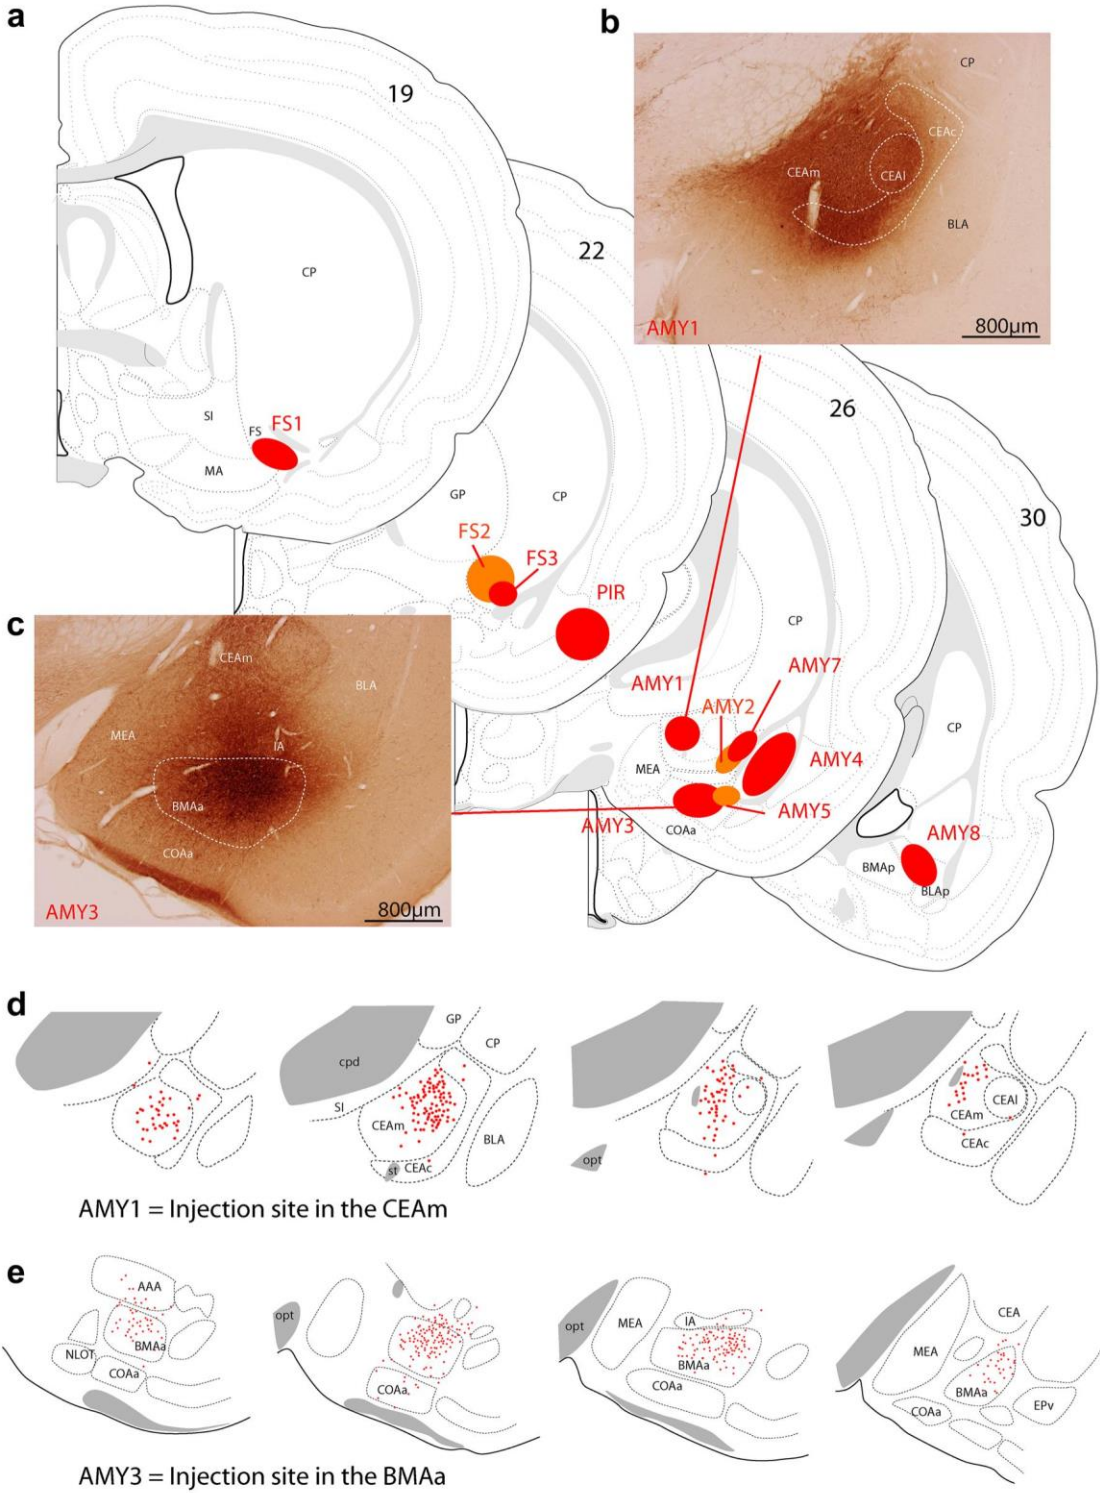 a
19
CP
SI
FS
FS1
MA
b
CP
CEAc
CEAm
CEAl
BLA
AMY1
800µm
22
GP
CP
FS2
FS3
PIR
26
CP
AMY7
AMY1
AMY2
MEA
AMY4
AMY5
AMY3
COAa
30
CP
AMY8
BMAp
BLAp
c
CEAm
BLA
MEA
IA
BMAa
COAa
AMY3
800µm
d
GP
CP
cpd
SI
CEAm
BLA
st
CEAc
opt
CEAm
CEAl
CEAc
AMY1 = Injection site in the CEAm
e
AAA
BMAa
NLOT
COAa
opt
COAa
opt
MEA
IA
BMAa
COAa
CEA
MEA
BMAa
COAa
EPv
AMY3 = Injection site in the BMAa